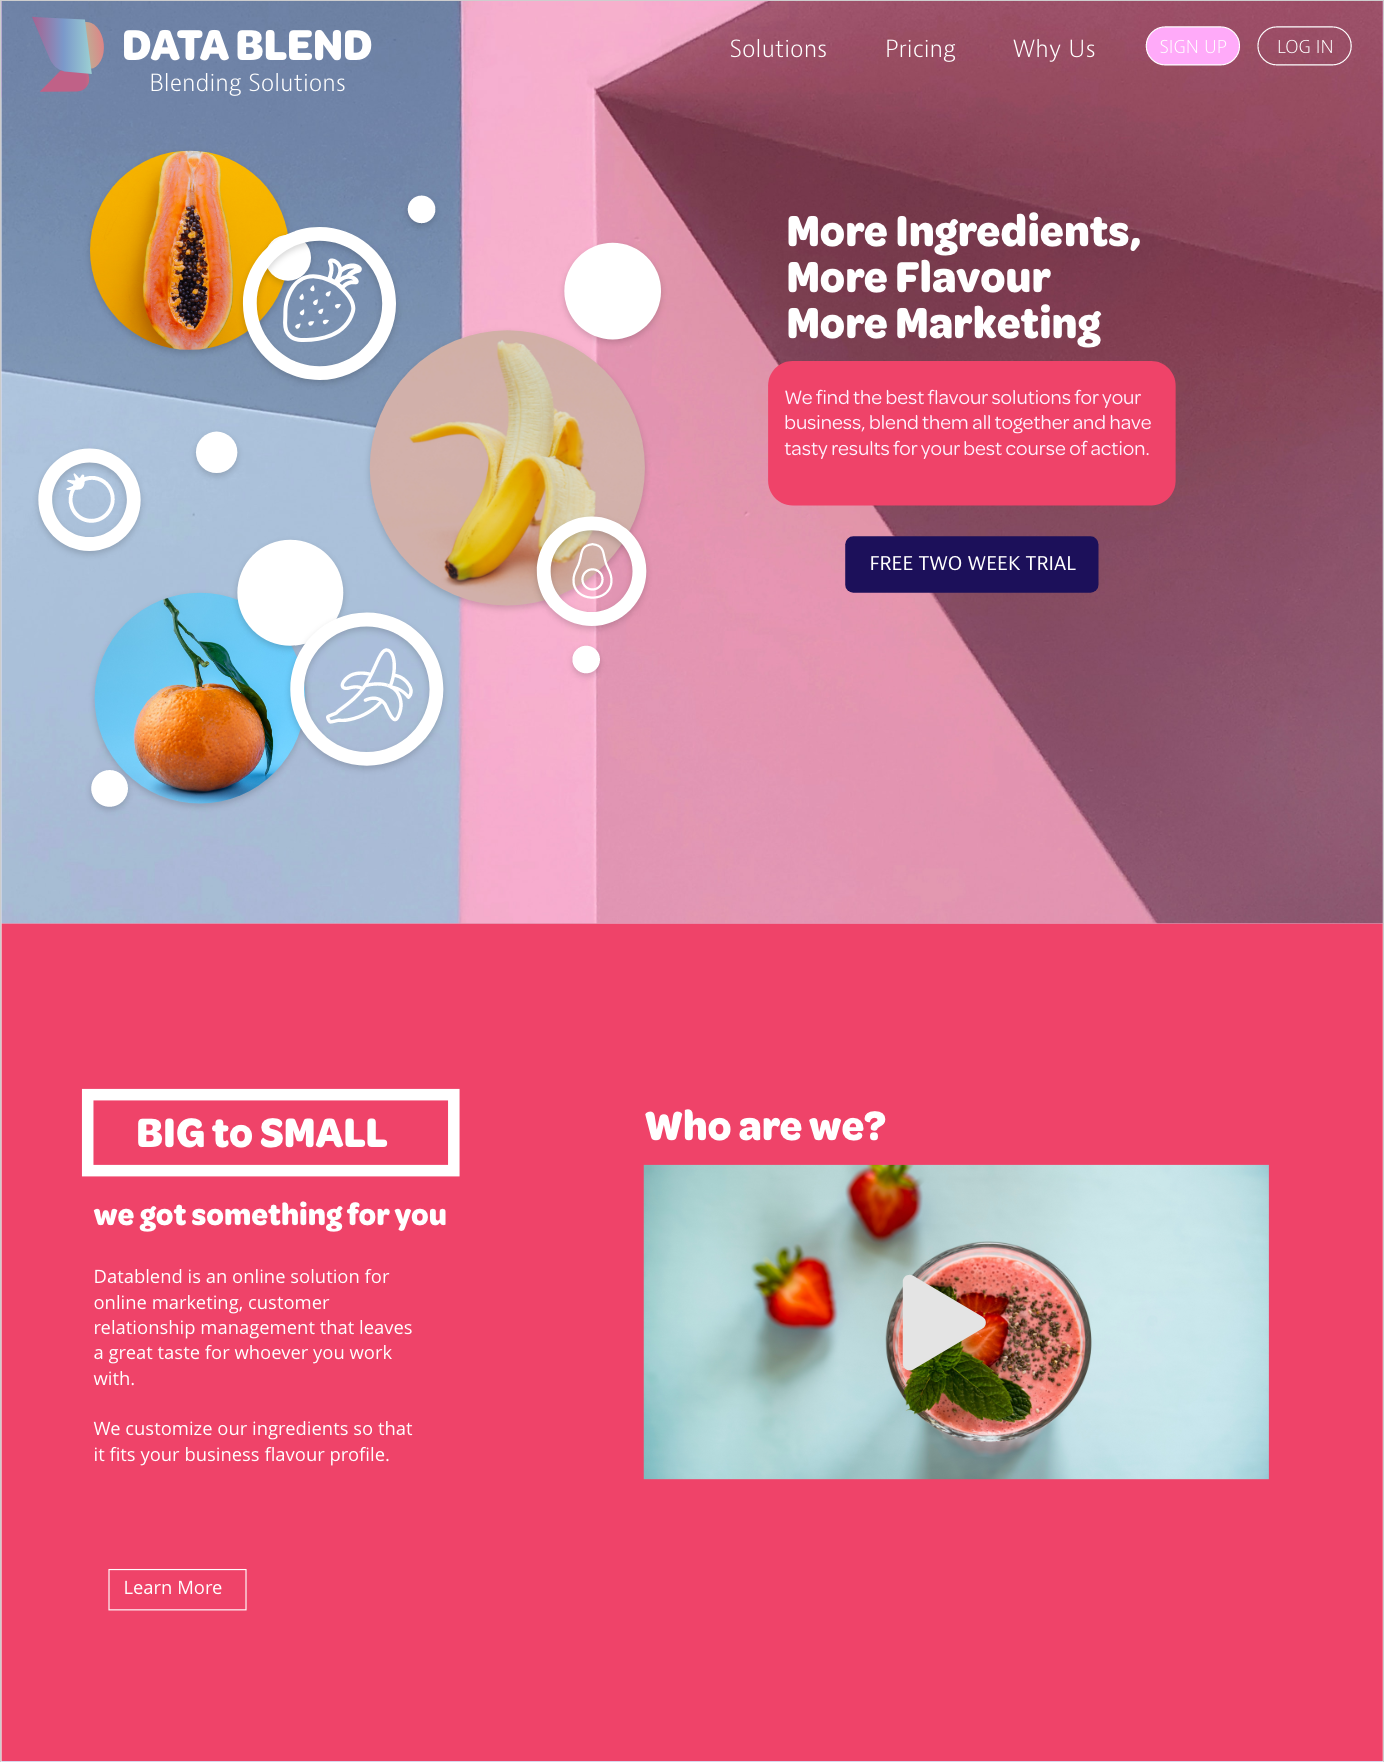 DATA BLEND
Blending Solutions
Solutions
Pricing
Why Us
SIGN UP
LOG IN
More Ingredients,
More Flavour
More Marketing
We find the best flavour solutions for your
business, blend them all together and have
tasty results for your best course of action.
FREE TWO WEEK TRIAL
BIG to SMALL
we got something for you
Datablend is an online solution for
online marketing, customer
relationship management that leaves
a great taste for whoever you work
with.
We customize our ingredients so that
it fits your business flavour profile.
Learn More
Who are we?